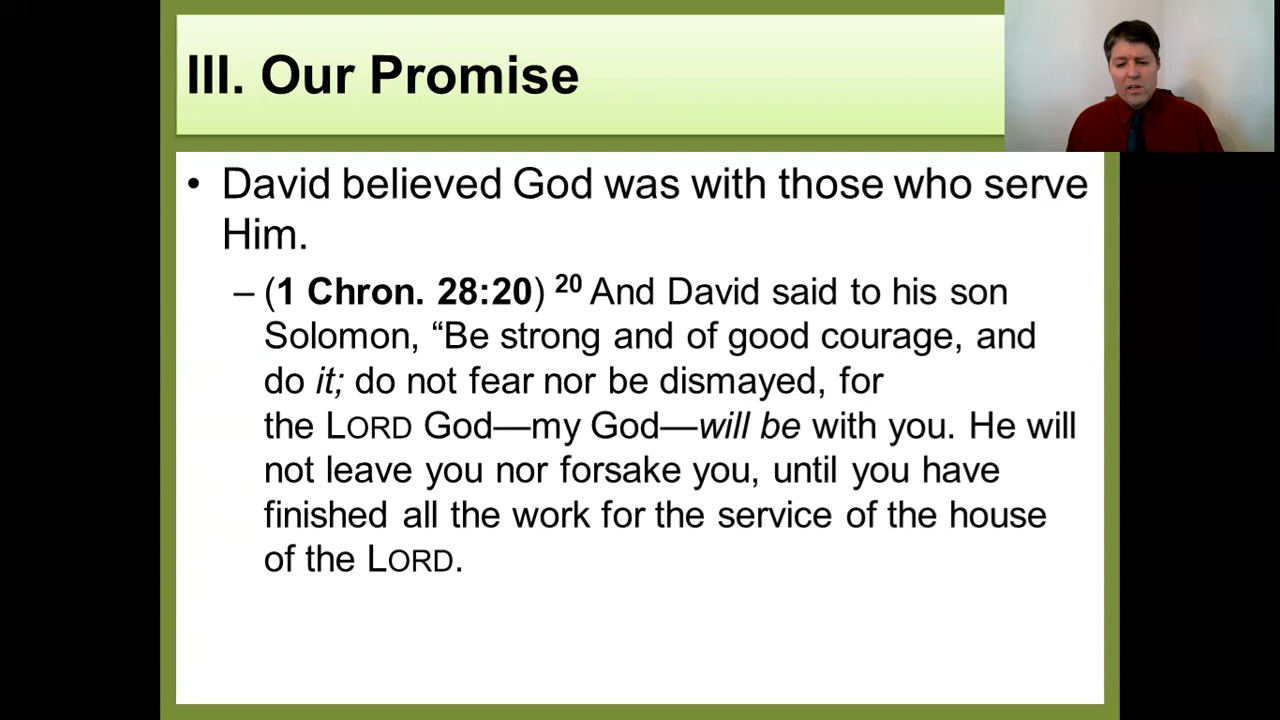 III. Our Promise
• David believed God was with those who serve
Him.
– (1 Chron. 28:20) 20 And David said to his son
Solomon, “Be strong and of good courage, and
do it; do not fear nor be dismayed, for
the LORD God—my God—will be with you. He will
not leave you nor forsake you, until you have
finished all the work for the service of the house
of the LORD.